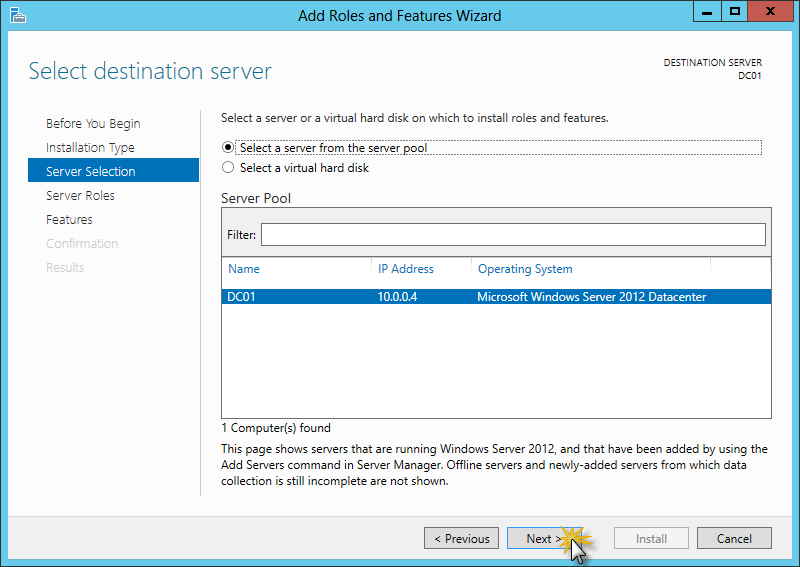 Add Roles and Features Wizard
Select destination server
DESTINATION SERVER
DC01
Before You Begin
Installation Type
Server Selection
Server Roles
Features
Confirmation
Results
Select a server or a virtual hard disk on which to install roles and features.
Select a server from the server pool
Select a virtual hard disk
Server Pool
Filter:
Name IP Address Operating System
DC01 10.0.0.4 Microsoft Windows Server 2012 Datacenter
1 Computer(s) found
This page shows servers that are running Windows Server 2012, and that have been added by using the
Add Servers command in Server Manager. Offline servers and newly-added servers from which data
collection is still incomplete are not shown.
< Previous Next > Install Cancel